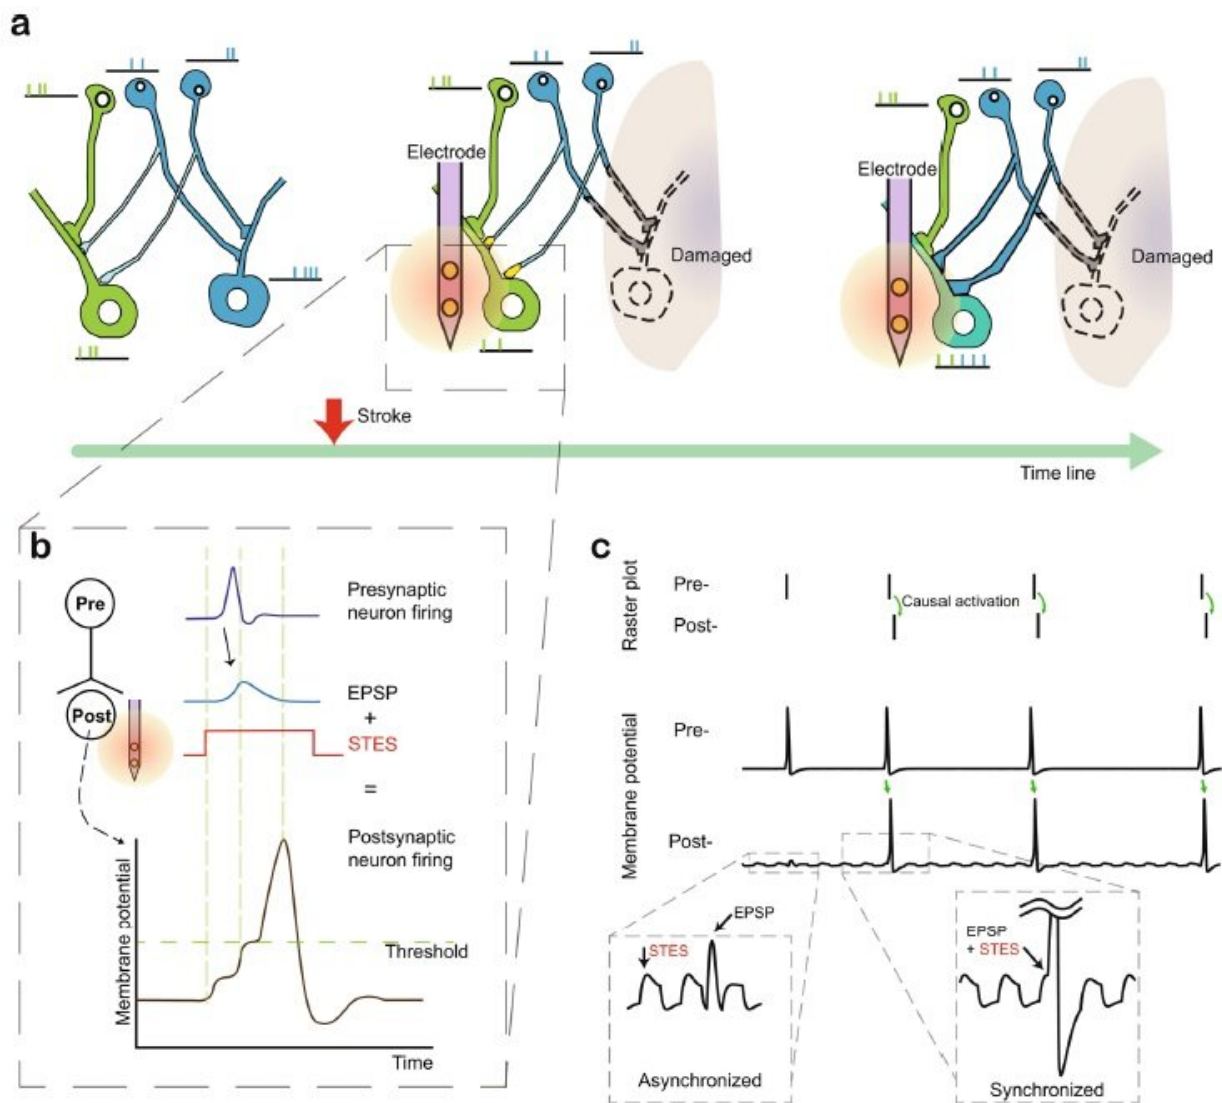 a
Electrode
Damaged
Electrode
Damaged
Stroke
Time line
b
Pre
Post
Presynaptic
neuron firing
EPSP
+
STES
=
Postsynaptic
neuron firing
Threshold
Membrane potential
Time
c
Raster plot
Pre-
Causal activation
Post-
Membrane potential
Pre-
Post-
EPSP
STES
Asynchronized
EPSP
+ STES
Synchronized